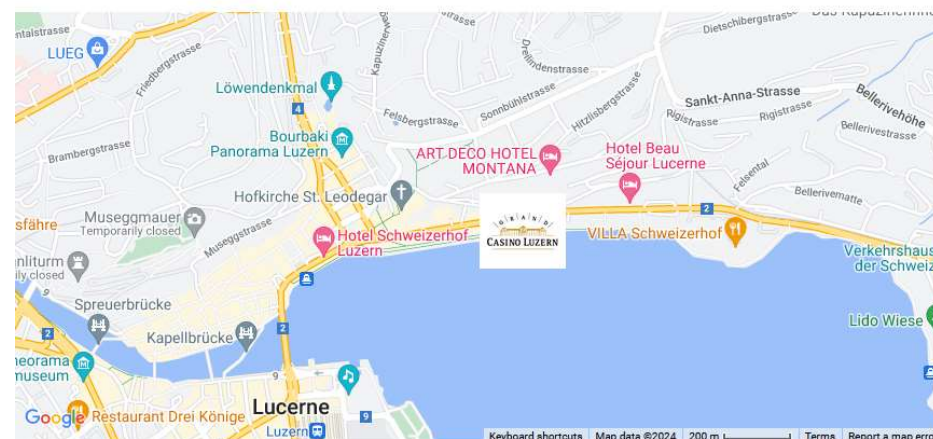 Dietschibergstrasse
LUEG
Friedbergstrasse
Dreilindenstrasse
Löwendenkmal
4
Sonnbühlstrasse
Felsbergstrasse
Hitzlisbergstrasse
Sankt-Anna-Strasse
Rigistrasse
Rigistrasse
Bellerivehöhe
Bellerivestrasse
Bourbaki
Panorama Luzern
Brambergstrasse
ART DECO HOTEL
MONTANA
Hotel Beau
Séjour Lucerne
Felsental
Bellerivematte
Hofkirche St. Leodegar
Museggmauer
Temporarily closed
Museggstrasse
2
GRAND
CASINO LUZERN
Hotel Schweizerhof
Luzern
VILLA Schweizerhof
Verkehrshaus
der Schweiz
Spreuerbrücke
Kapellbrücke
2
2
Lido Wiese
museum
9
Restaurant Drei Könige
Lucerne
9
Luzern
Google
Keyboard shortcuts
Map data ©2024
200 m
Terms
Report a map error